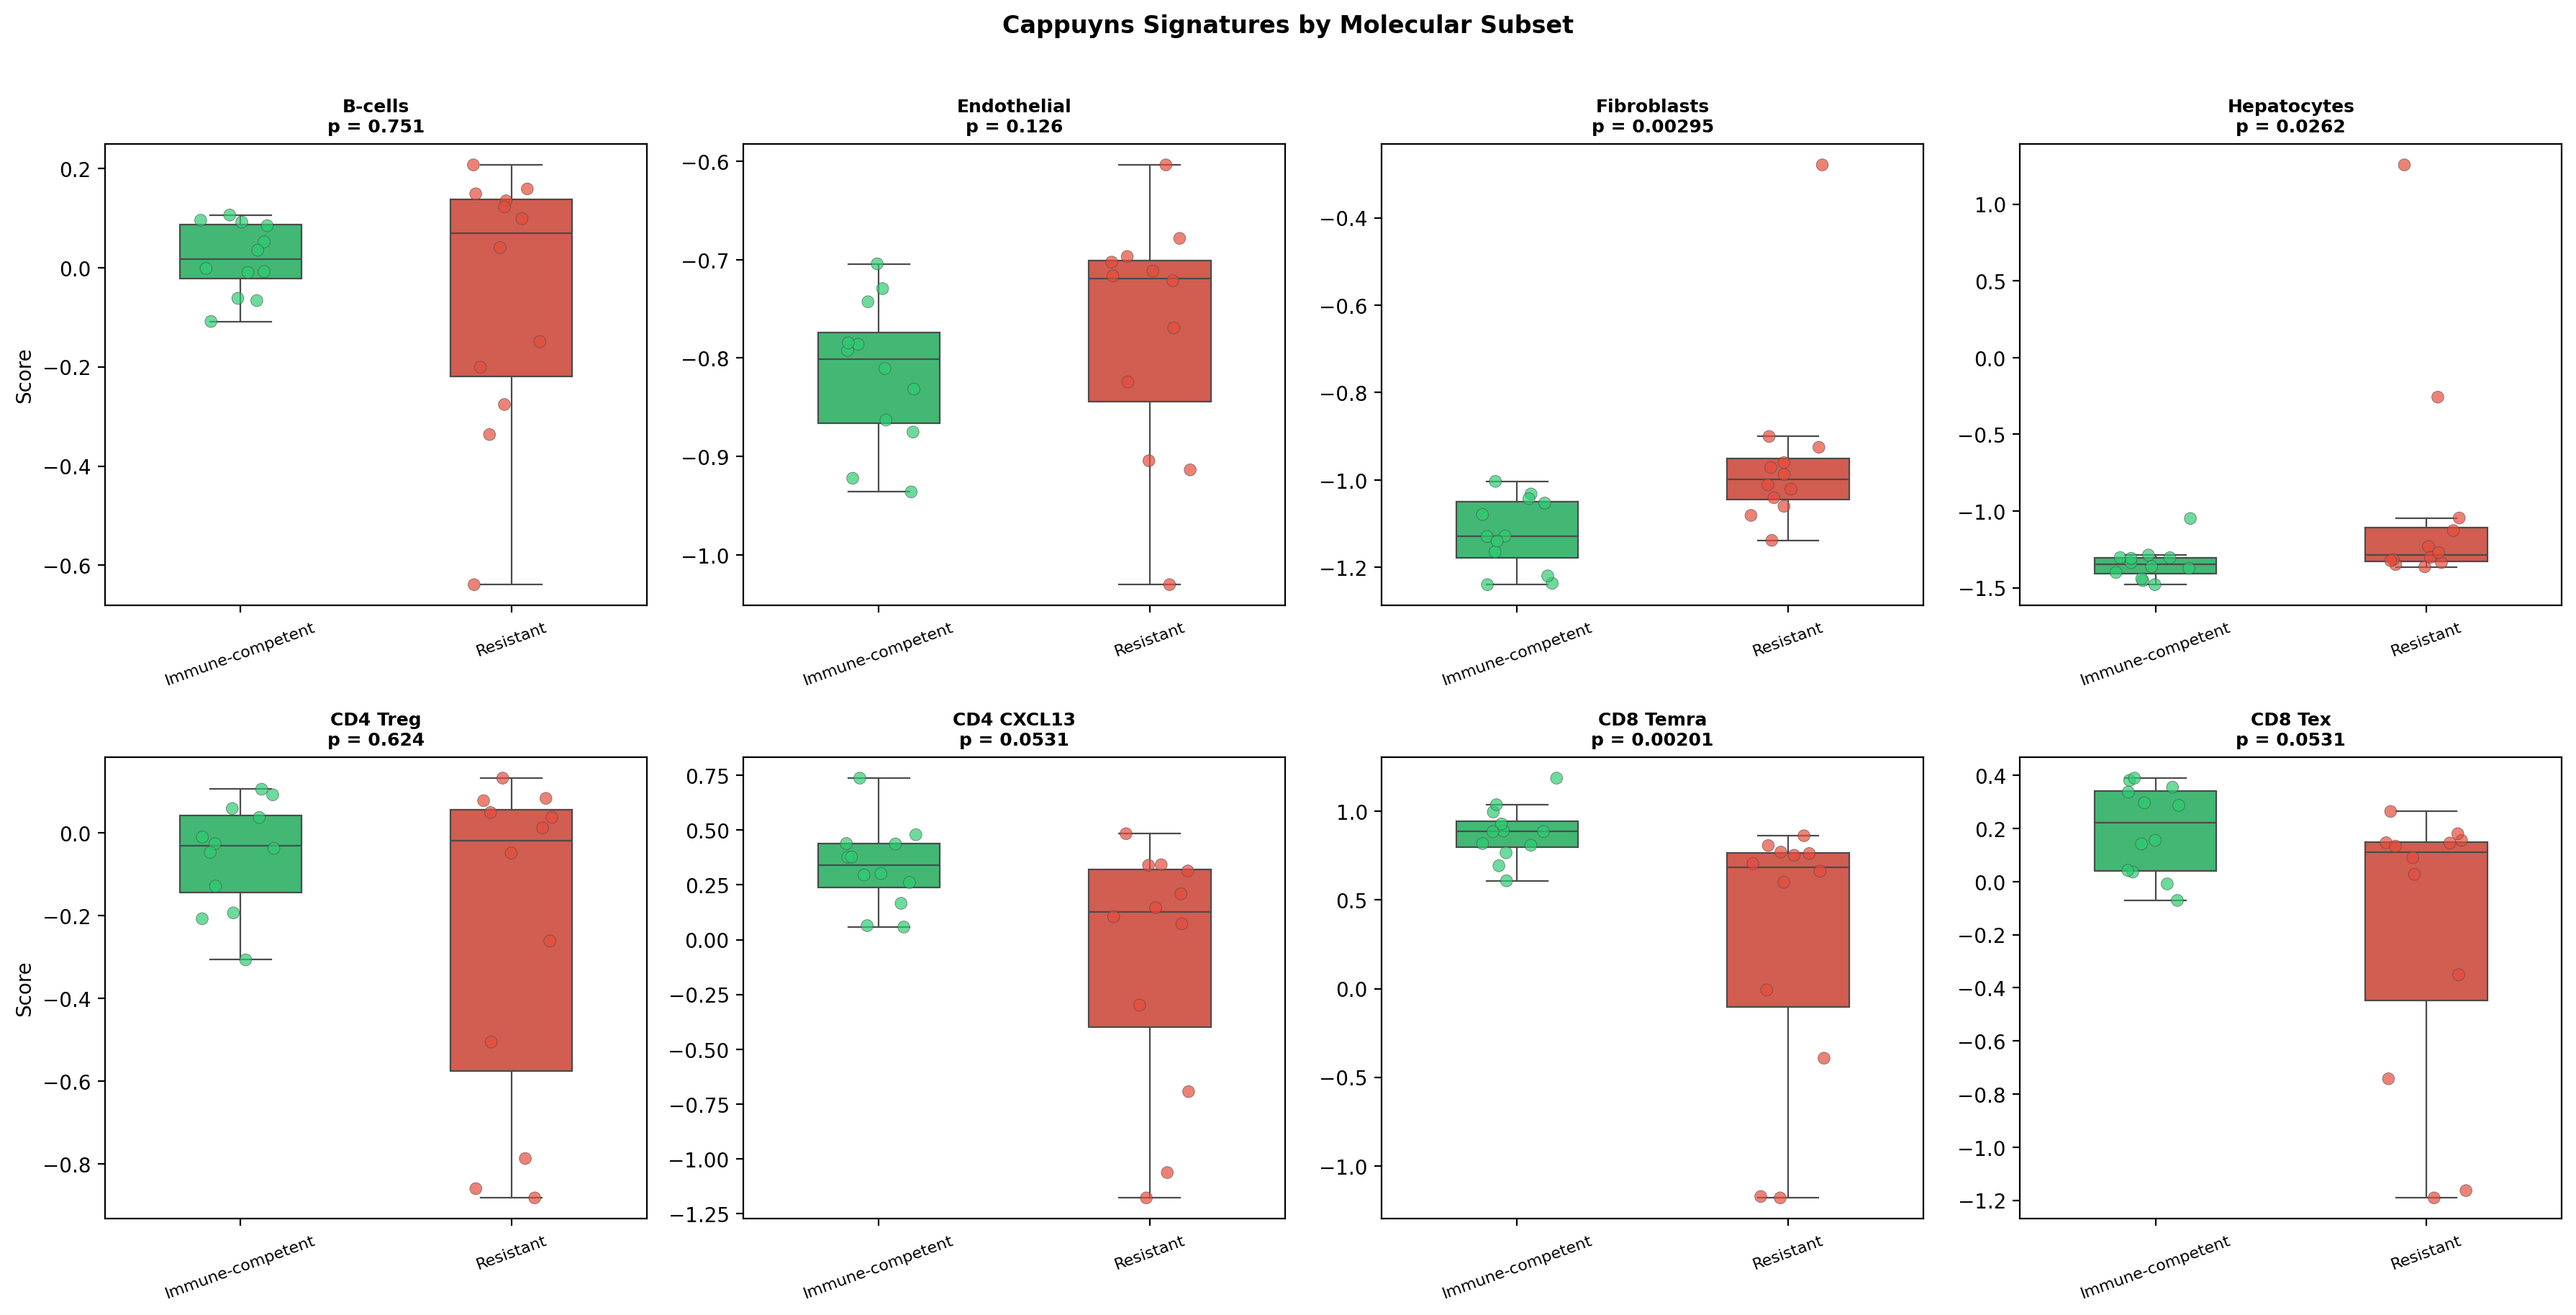 Cappuyns Signatures by Molecular Subset
B-cells
p = 0.751
Endothelial
p = 0.126
Fibroblasts
p = 0.00295
Hepatocytes
p = 0.0262
Score
0.2
0.0
−0.2
−0.4
−0.6
Immune-competent
Resistant
−0.6
−0.7
−0.8
−0.9
−1.0
Immune-competent
Resistant
−0.4
−0.6
−0.8
−1.0
−1.2
Immune-competent
Resistant
1.0
0.5
0.0
−0.5
−1.0
−1.5
Immune-competent
Resistant
CD4 Treg
p = 0.624
CD4 CXCL13
p = 0.0531
CD8 Temra
p = 0.00201
CD8 Tex
p = 0.0531
Score
0.0
−0.2
−0.4
−0.6
−0.8
Immune-competent
Resistant
0.75
0.50
0.25
0.00
−0.25
−0.50
−0.75
−1.00
−1.25
Immune-competent
Resistant
1.0
0.5
0.0
−0.5
−1.0
Immune-competent
Resistant
0.4
0.2
0.0
−0.2
−0.4
−0.6
−0.8
−1.0
−1.2
Immune-competent
Resistant